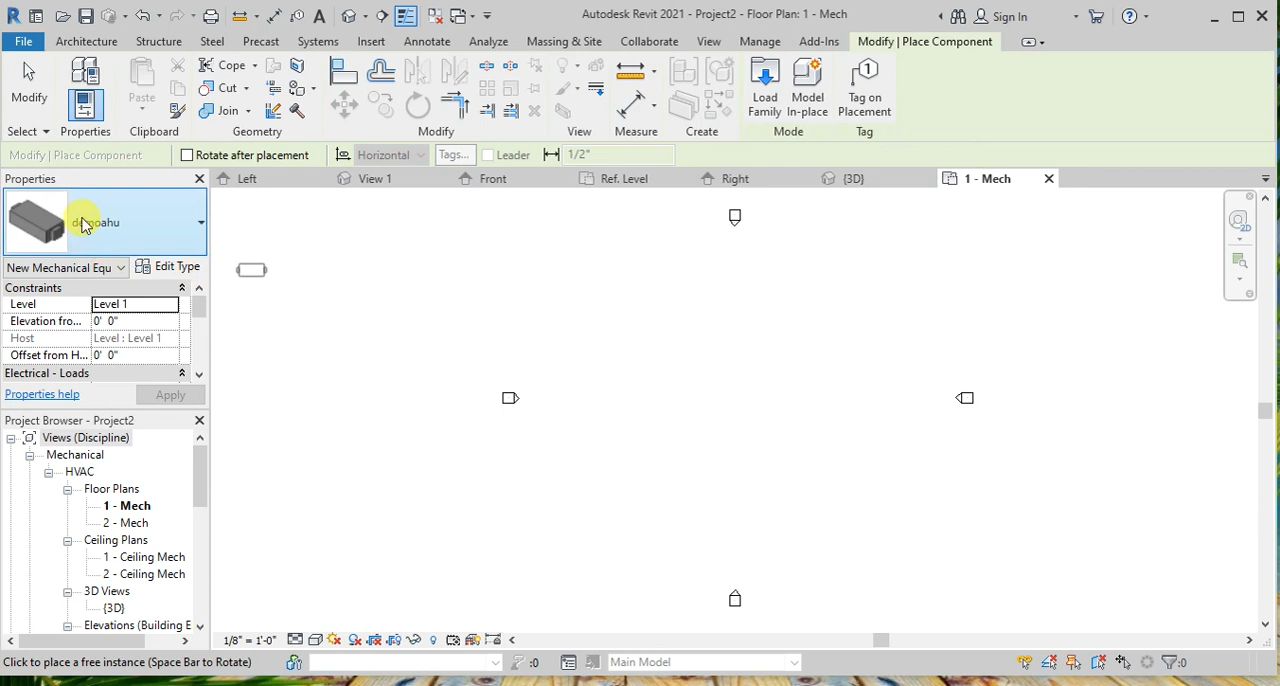 Autodesk Revit 2021 - Project2 - Floor Plan: 1 - Mech
Sign In
File Architecture Structure Steel Precast Systems Insert Annotate Analyze Massing & Site Collaborate View Manage Add-Ins Modify | Place Component
Modify
Paste
Cope
Cut
Join
Load Family
Model In-place
Tag on Placement
Select Properties Clipboard Geometry Modify View Measure Create Mode Tag
Modify | Place Component
Rotate after placement
Horizontal
Tags...
Leader
1/2"
Properties
Left View 1 Front Ref. Level Right {3D} 1 - Mech
New Mechanical Equ
Edit Type
Constraints
Level Level 1
Elevation fro... 0' 0"
Host Level : Level 1
Offset from H... 0' 0"
Electrical - Loads
Properties help
Apply
Project Browser - Project2
Views (Discipline)
Mechanical
HVAC
Floor Plans
1 - Mech
2 - Mech
Ceiling Plans
1 - Ceiling Mech
2 - Ceiling Mech
3D Views
{3D}
Elevations (Building E
1/8" = 1'-0"
Click to place a free instance (Space Bar to Rotate)
:0
Main Model
:0
2D